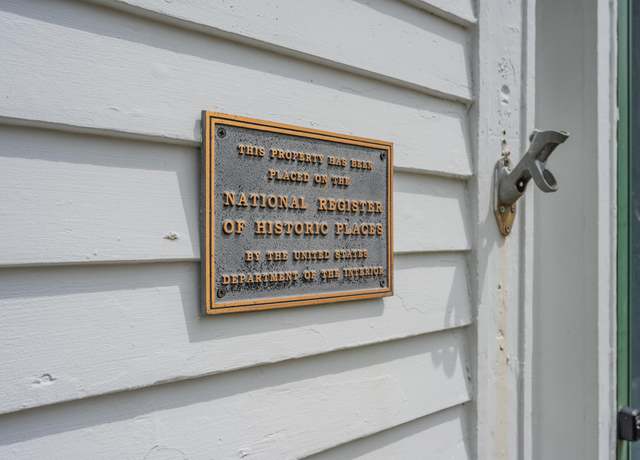 THIS PROPERTY HAS BEEN
PLACED ON THE
NATIONAL REGISTER
OF HISTORIC PLACES
BY THE UNITED STATES
DEPARTMENT OF THE INTERIOR